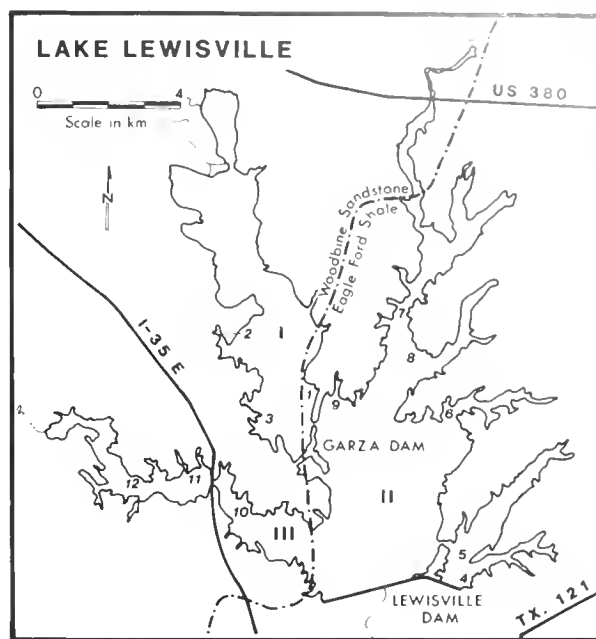 LAKE LEWISVILLE
0 4
Scale in km
N
US 380
Woodbine Sandstone
Eagle Ford Shale
I-35 E
I
2
3
1
9
7
8
6
GARZA DAM
II
12
11
10
III
5
4
LEWISVILLE
DAM
TX. 121